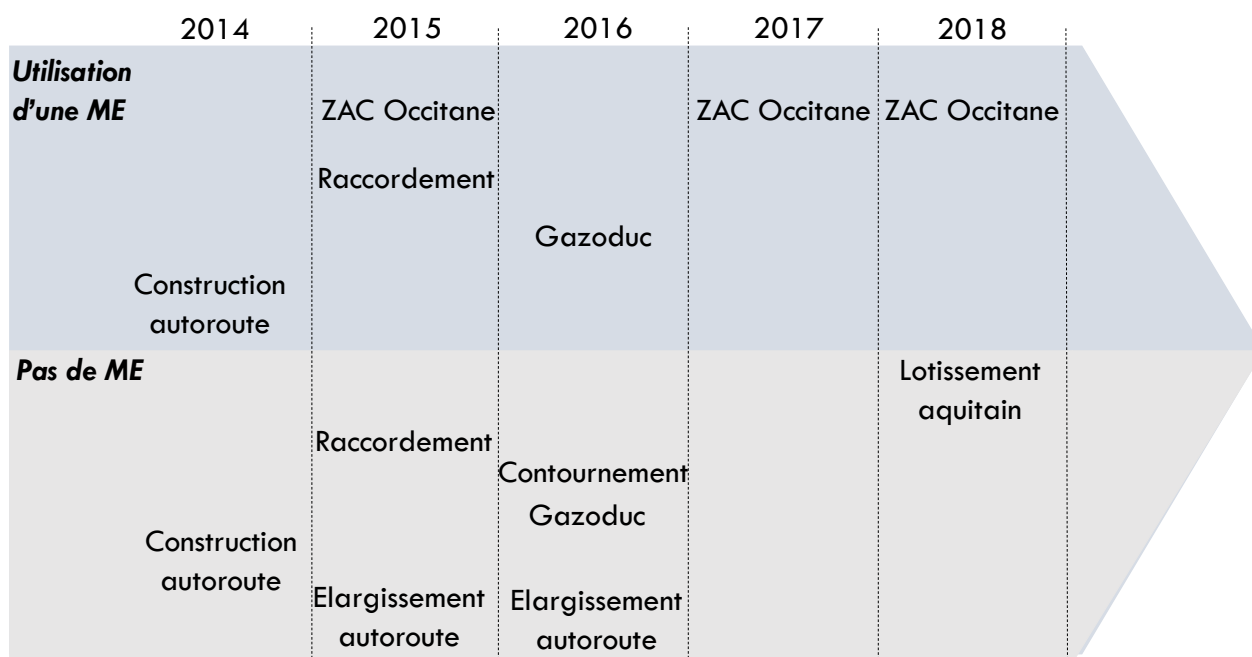 2014 2015 2016 2017 2018
Utilisation
d'une ME
ZAC Occitane ZAC Occitane ZAC Occitane
Raccordement
Gazoduc
Construction
autoroute
Pas de ME
Lotissement
aquitain
Raccordement
Contournement
Gazoduc
Construction
autoroute
Elargissement
autoroute
Elargissement
autoroute